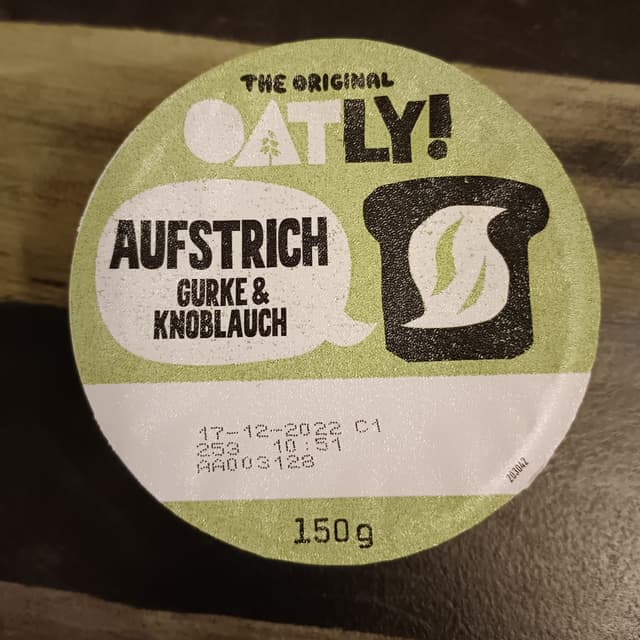 THE ORIGINAL
OATLY!
AUFSTRICH
GURKE &
KNOBLAUCH
17-12-2022 C1
253 10:51
AA003128
203042
150g